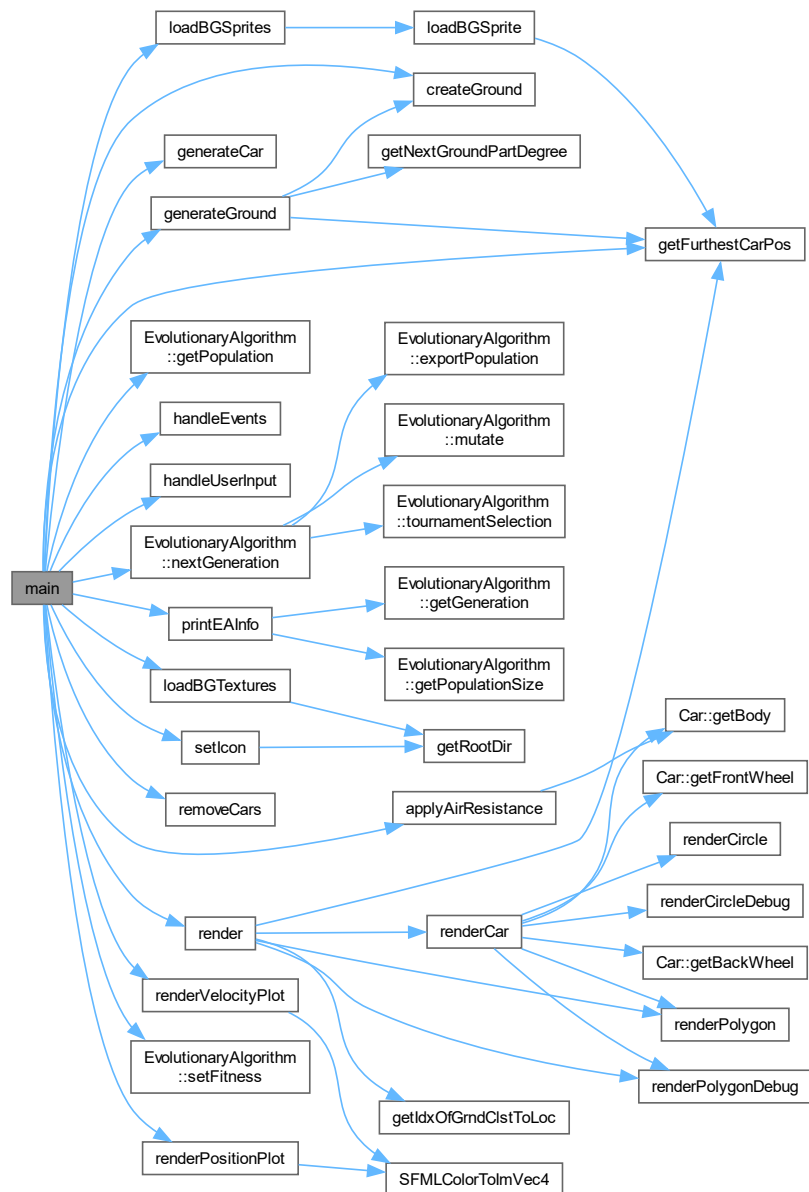 loadBGSprites
loadBGSprite
createGround
generateCar
getNextGroundPartDegree
generateGround
getFurthestCarPos
EvolutionaryAlgorithm
::getPopulation
EvolutionaryAlgorithm
::exportPopulation
handleEvents
EvolutionaryAlgorithm
::mutate
handleUserInput
EvolutionaryAlgorithm
::tournamentSelection
EvolutionaryAlgorithm
::nextGeneration
main
EvolutionaryAlgorithm
::getGeneration
printEAInfo
EvolutionaryAlgorithm
::getPopulationSize
loadBGTextures
Car::getBody
setIcon
getRootDir
Car::getFrontWheel
removeCars
applyAirResistance
renderCircle
renderCircleDebug
render
renderCar
Car::getBackWheel
renderVelocityPlot
renderPolygon
EvolutionaryAlgorithm
::setFitness
renderPolygonDebug
getIdxOfGrndClstToLoc
renderPositionPlot
SFMLColorToImVec4